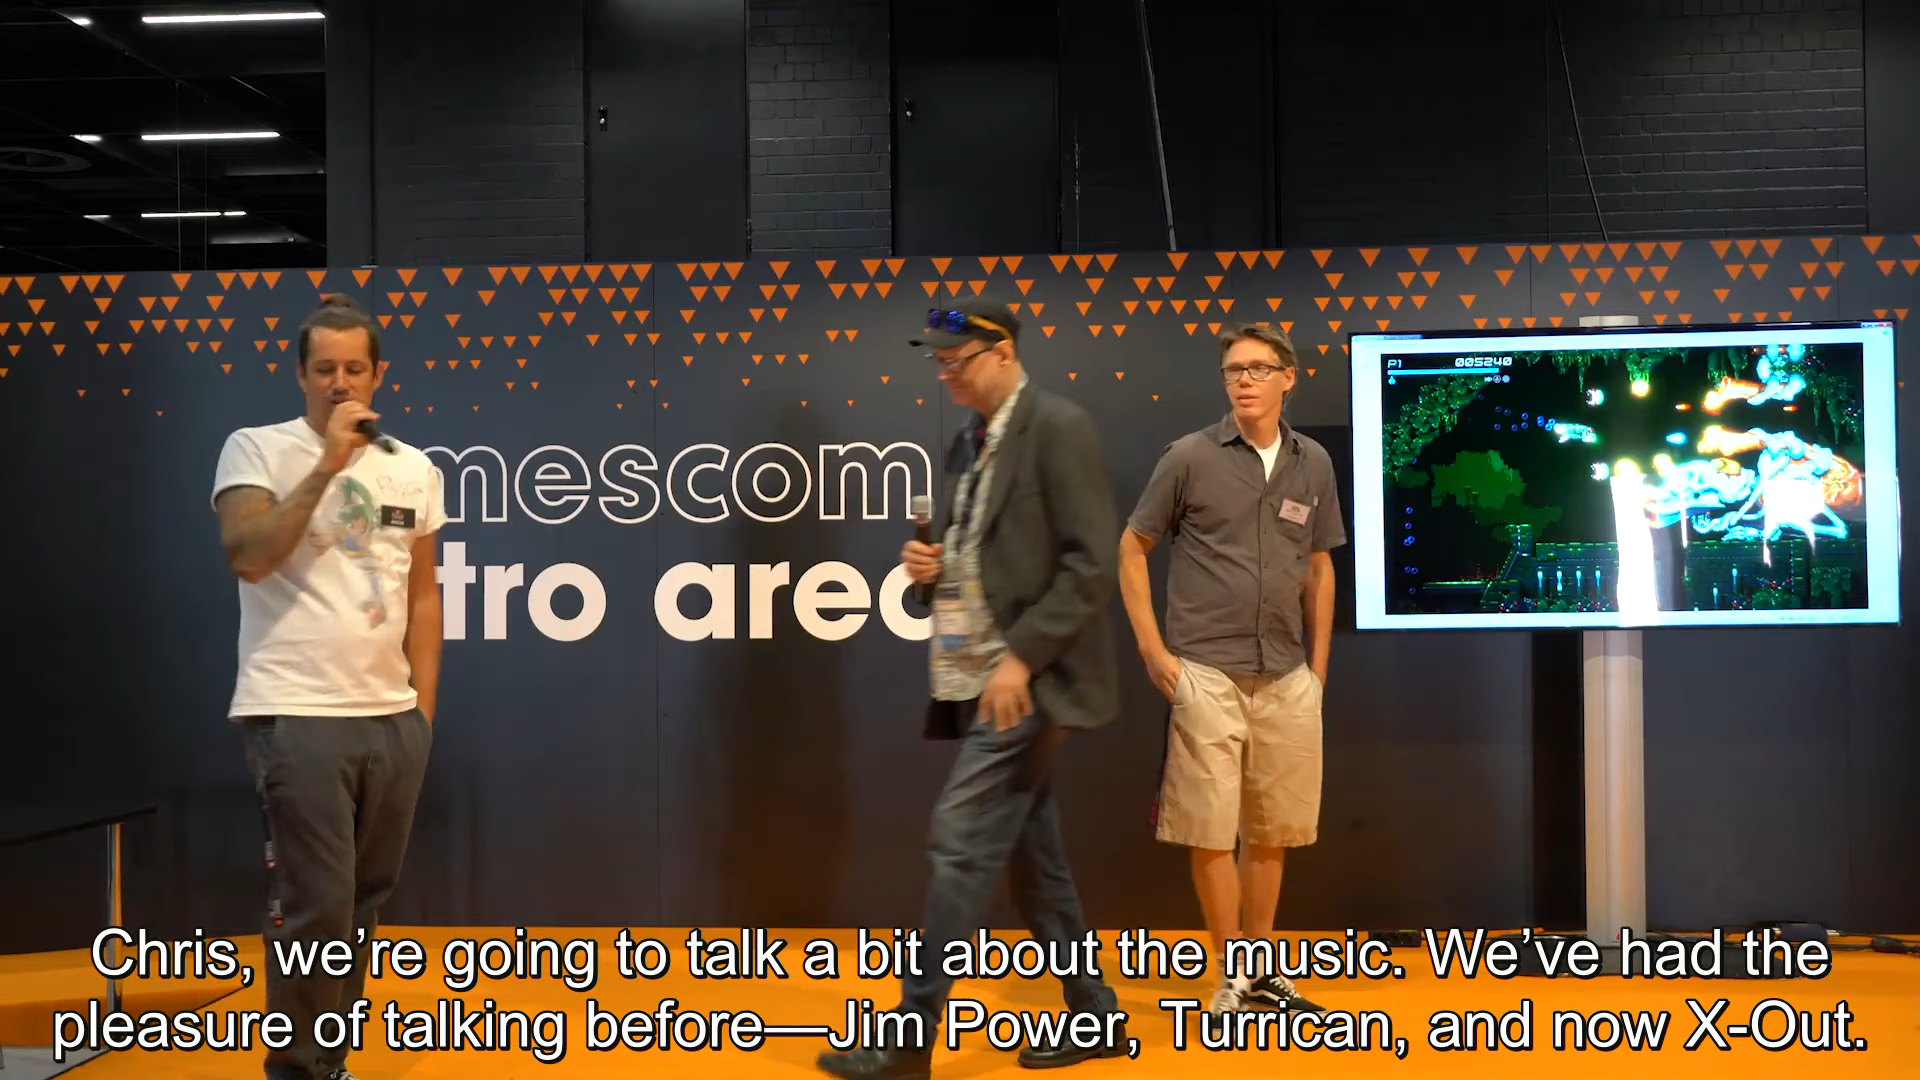 P1 005240
mescom
tro area
Chris, we’re going to talk a bit about the music. We’ve had the
pleasure of talking before—Jim Power, Turrican, and now X-Out.